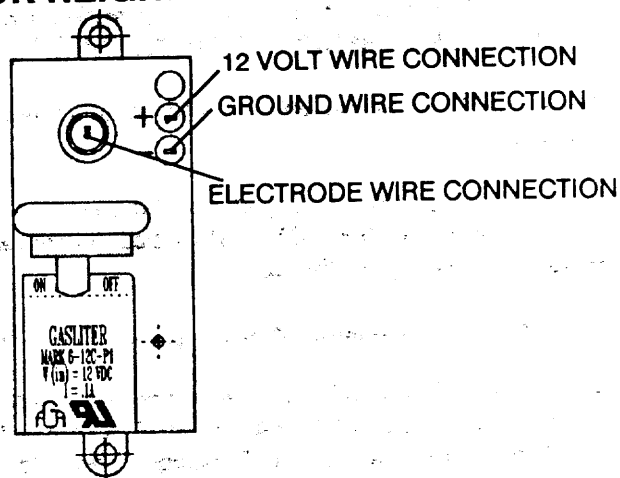 12 VOLT WIRE CONNECTION
+
GROUND WIRE CONNECTION
-
ELECTRODE WIRE CONNECTION
ON OFF
GASLITER
MARK 6-12C-P1
V (in) = 12 VDC
I = .1A
AGA